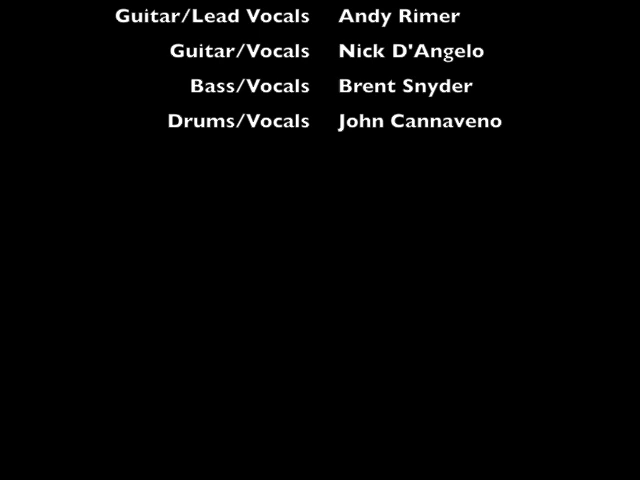 Guitar/Lead Vocals Andy Rimer
Guitar/Vocals Nick D'Angelo
Bass/Vocals Brent Snyder
Drums/Vocals John Cannaveno